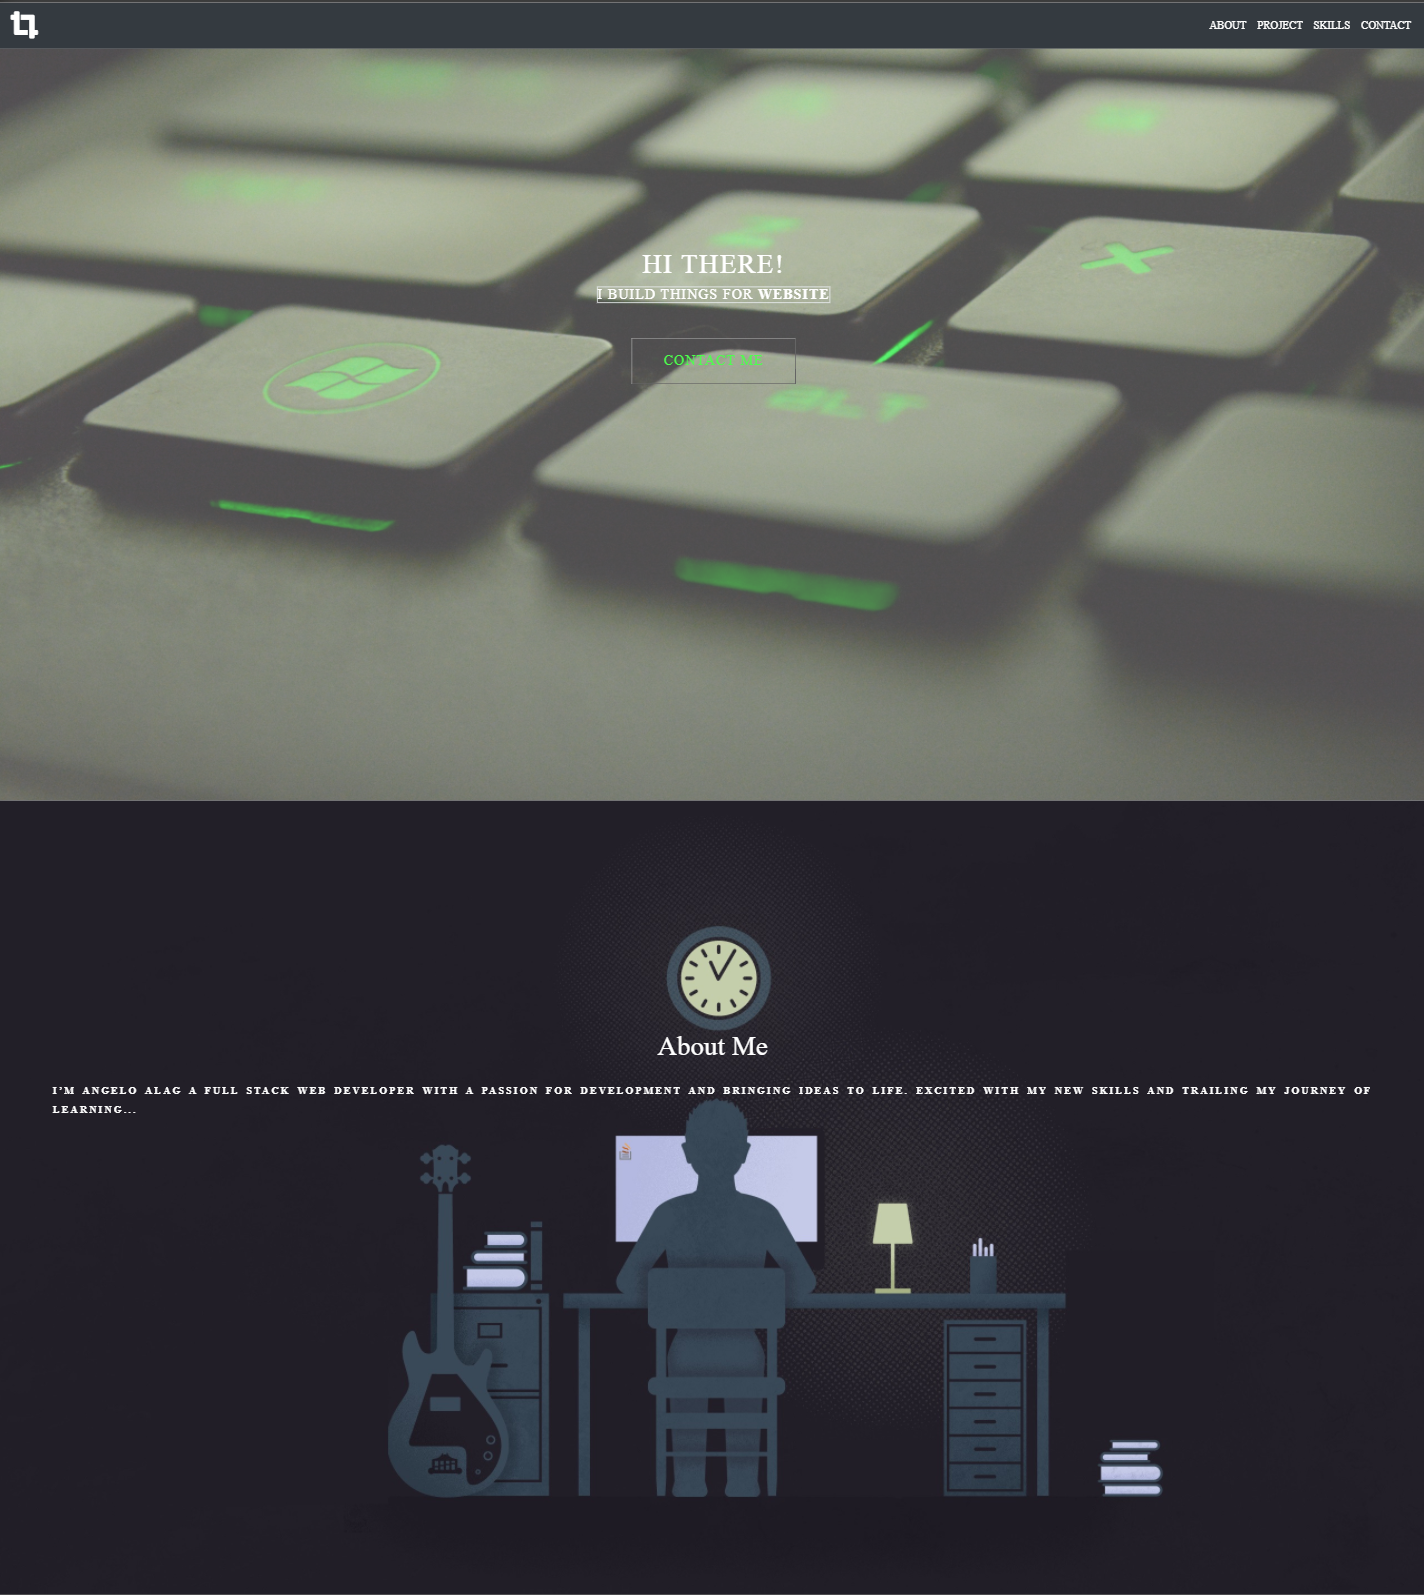 ABOUT PROJECT SKILLS CONTACT
Z
X
HI THERE!
I BUILD THINGS FOR WEBSITE
CONTACT ME
ALT
About Me
I'M ANGELO ALAG A FULL STACK WEB DEVELOPER WITH A PASSION FOR DEVELOPMENT AND BRINGING IDEAS TO LIFE. EXCITED WITH MY NEW SKILLS AND TRAILING MY JOURNEY OF
LEARNING...